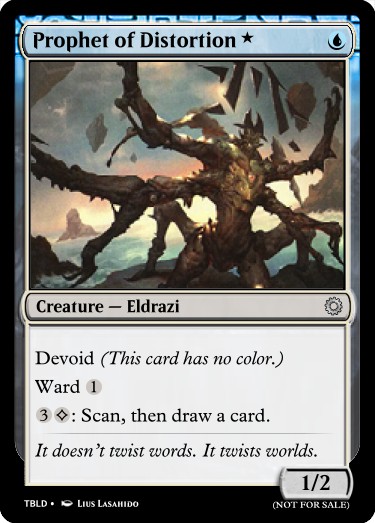 Prophet of Distortion ★
Creature — Eldrazi
Devoid (This card has no color.)
Ward 1
3◇: Scan, then draw a card.
It doesn't twist words. It twists worlds.
1/2
TBLD • Lius Lasahido (NOT FOR SALE)